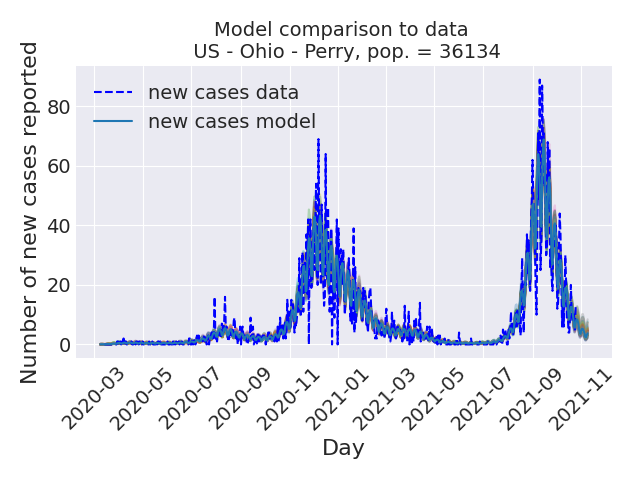 Model comparison to data
US - Ohio - Perry, pop. = 36134
new cases data
new cases model
Number of new cases reported
80
60
40
20
0
2020-03
2020-05
2020-07
2020-09
2020-11
2021-01
2021-03
2021-05
2021-07
2021-09
2021-11
Day